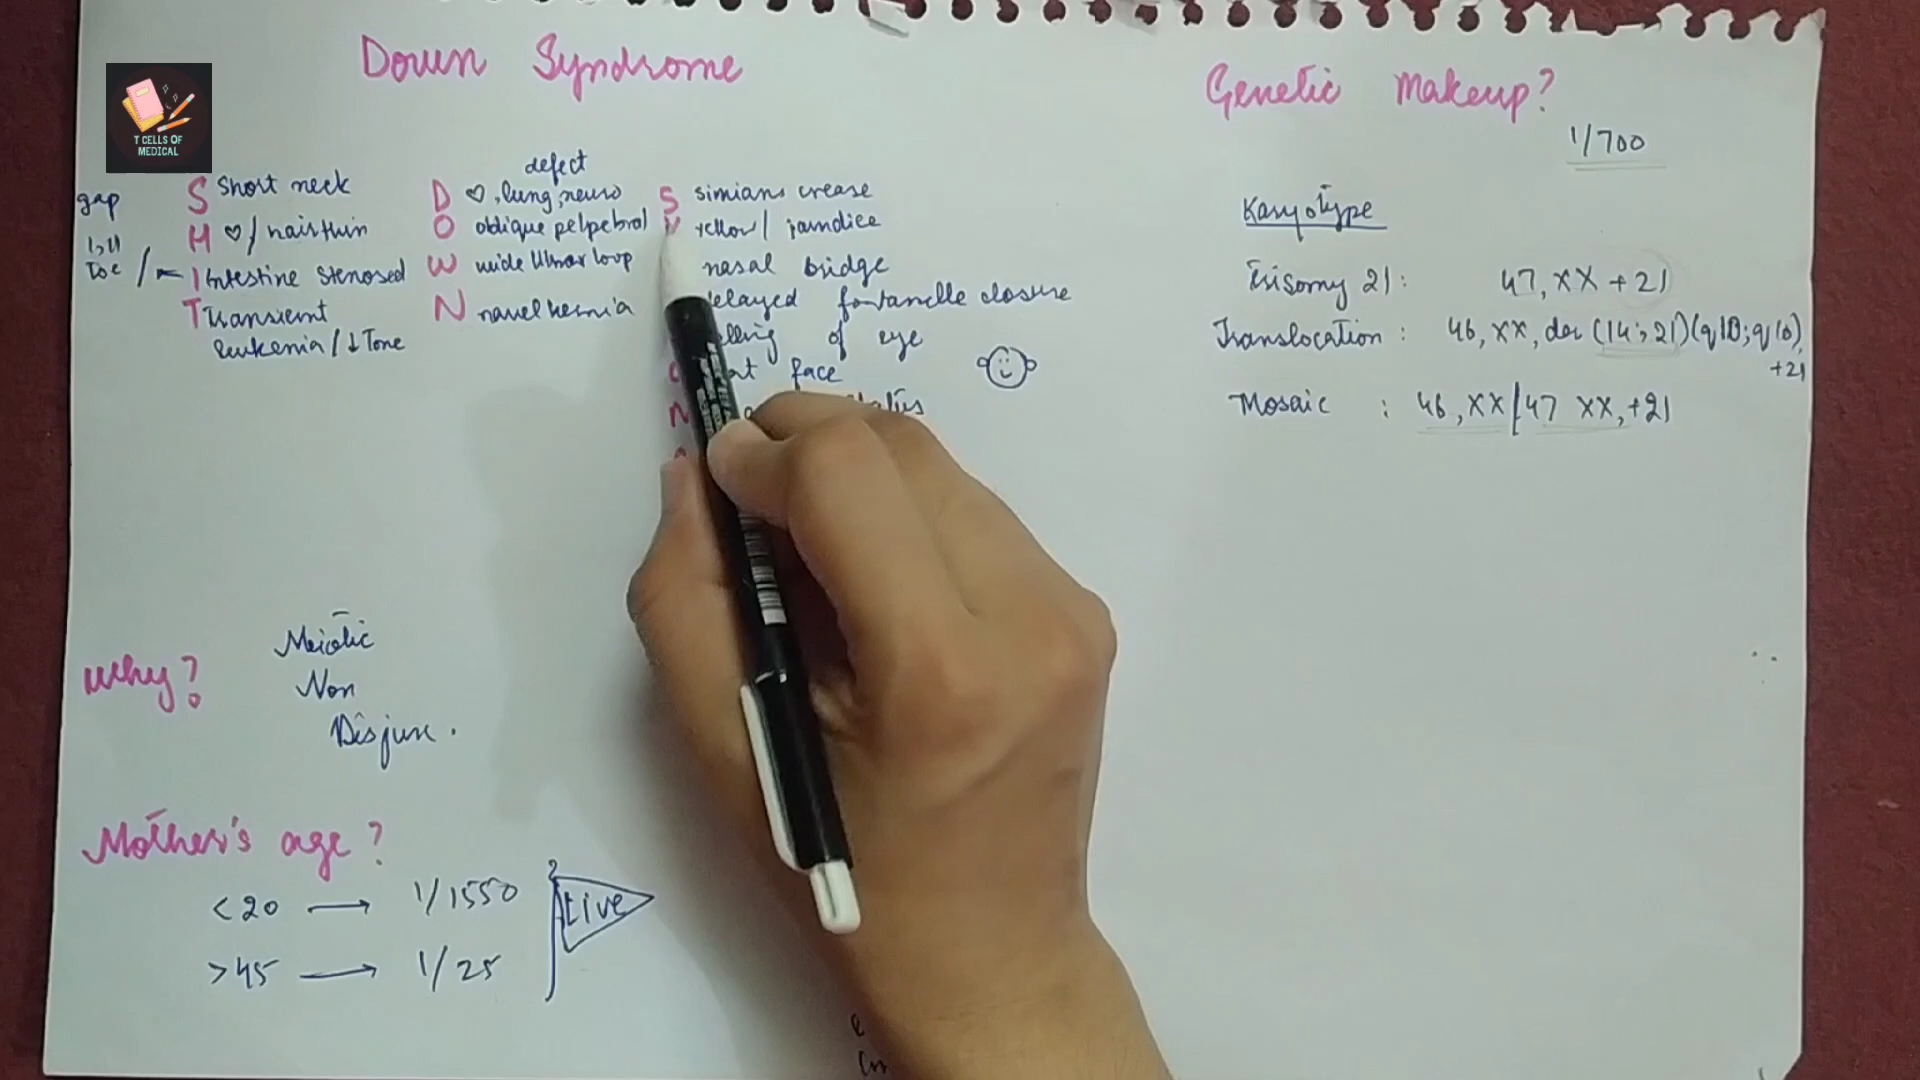 Down Syndrome
T CELLS OF
MEDICAL
gap
I, II
Toe /
S Short neck
H ♡/ hair thin
I Intestine Stenosed
Transient
leukemia/↓Tone
defect
D ♡, lung, neuro
O oblique pelpebral
W wide Ulnar loop
N navel hernia
S simians crease
Y Yellow/ jaundice
nasal bridge
delayed fontanelle closure
of eye
face
Why?
Meiotic
Non
Disjunc.
Mother's age?
<20 → 1/1550
>45 → 1/25
Live
Genetic Makeup?
1/700
Karyotype
Trisomy 21: 47, XX +21
Translocation: 46, XX, der (14;21)(q10;q10),
+21
Mosaic : 46, XX/47 XX, +21